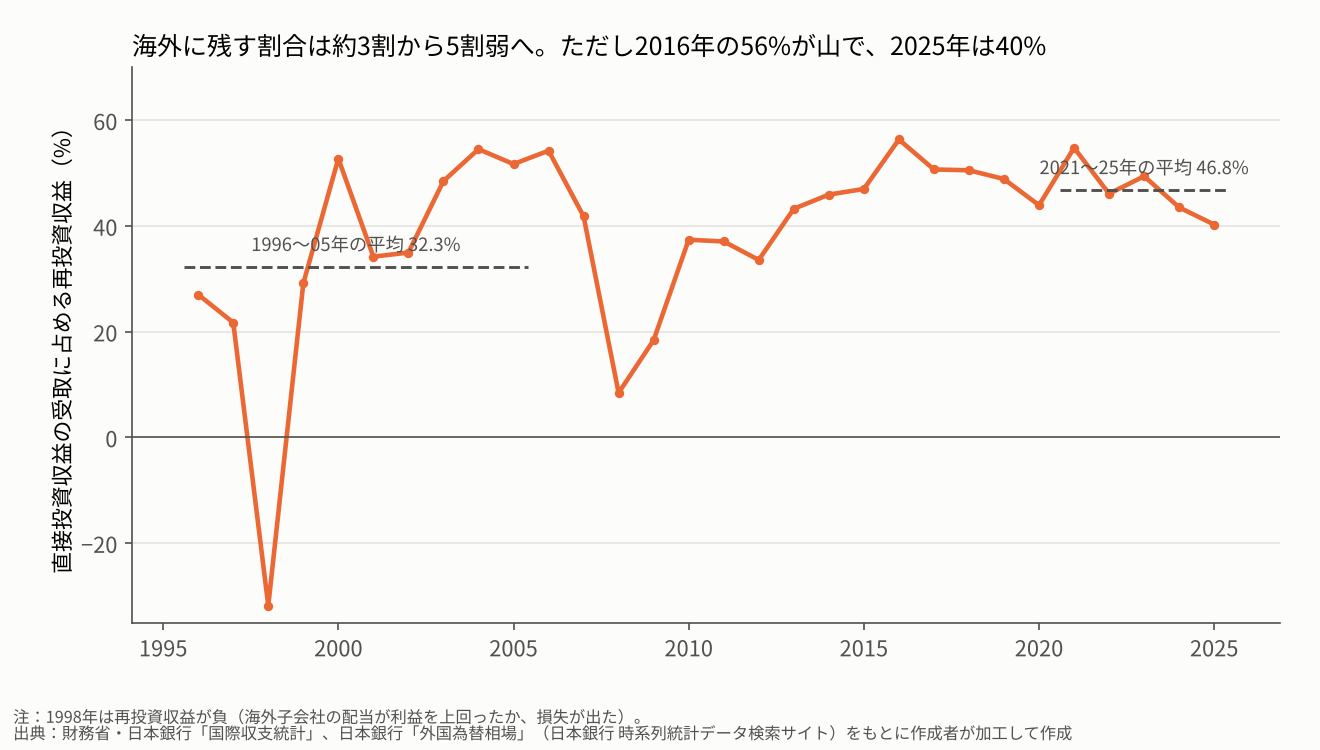 海外に残す割合は約3割から5割弱へ。ただし2016年の56%が山で、2025年は40%
直接投資収益の受取に占める再投資収益（%）
60
40
20
0
−20
1996〜05年の平均 32.3%
2021〜25年の平均 46.8%
1995
2000
2005
2010
2015
2020
2025
注：1998年は再投資収益が負（海外子会社の配当が利益を上回ったか、損失が出た）。
出典：財務省・日本銀行「国際収支統計」、日本銀行「外国為替相場」（日本銀行 時系列統計データ検索サイト）をもとに作成者が加工して作成